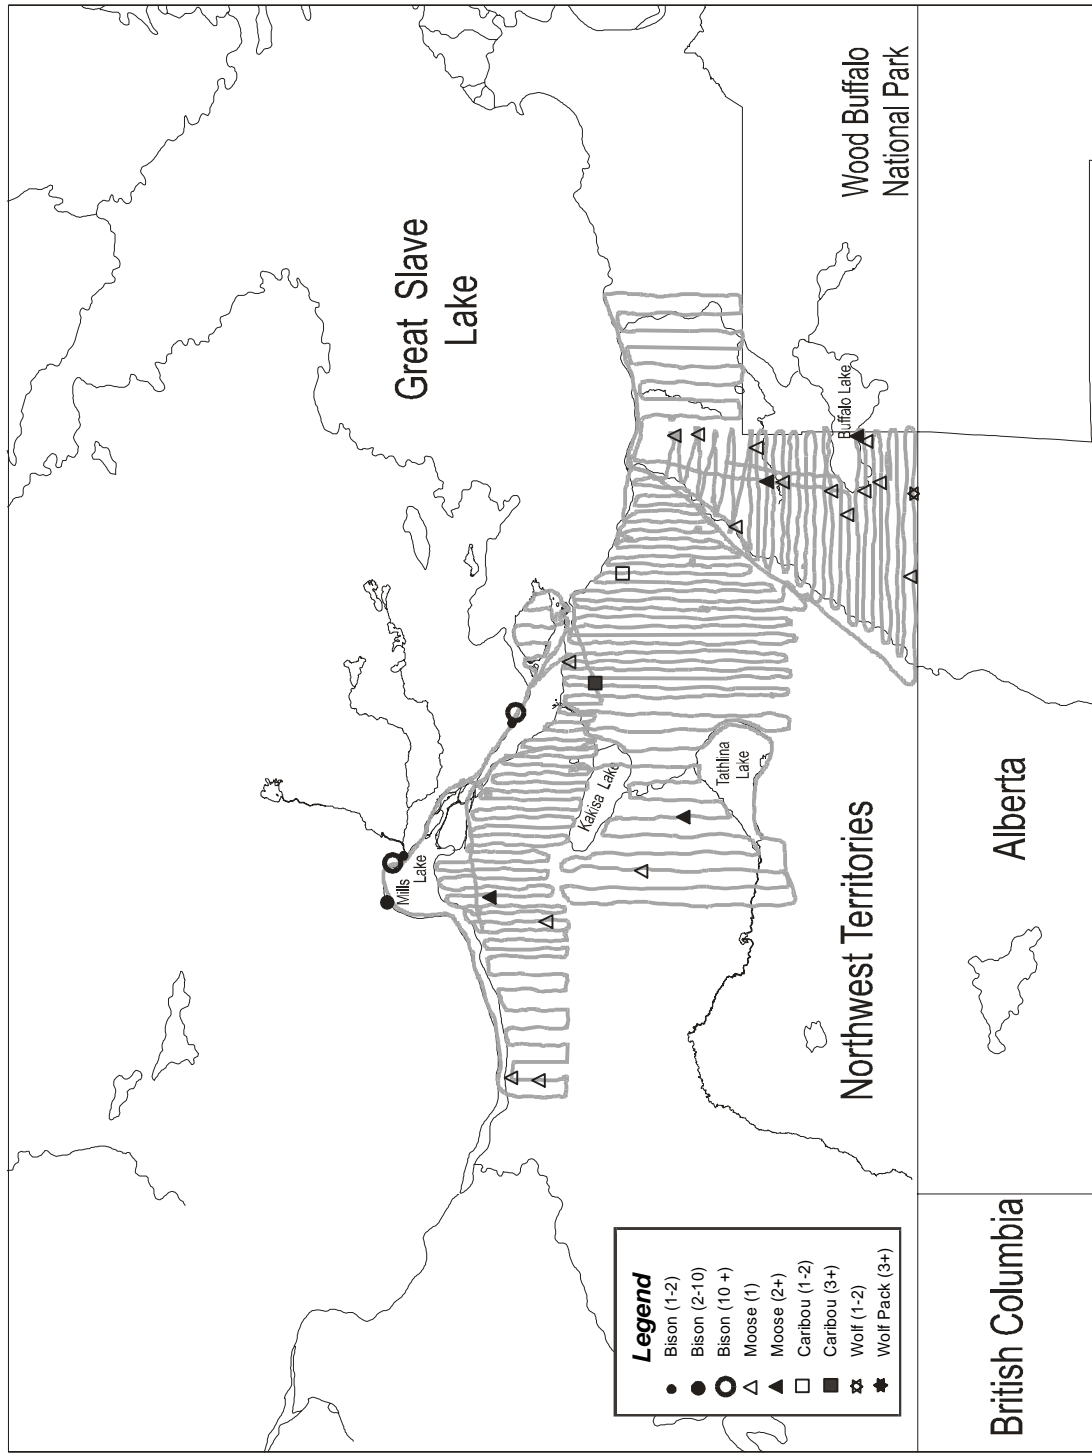 Great Slave
Lake
Wood Buffalo
National Park
Buffalo Lake
Mills
Lake
Kakisa Lake
Tathlina
Lake
Northwest Territories
Alberta
British Columbia
Legend
Bison (1-2)
Bison (2-10)
Bison (10 +)
Moose (1)
Moose (2+)
Caribou (1-2)
Caribou (3+)
Wolf (1-2)
Wolf Pack (3+)